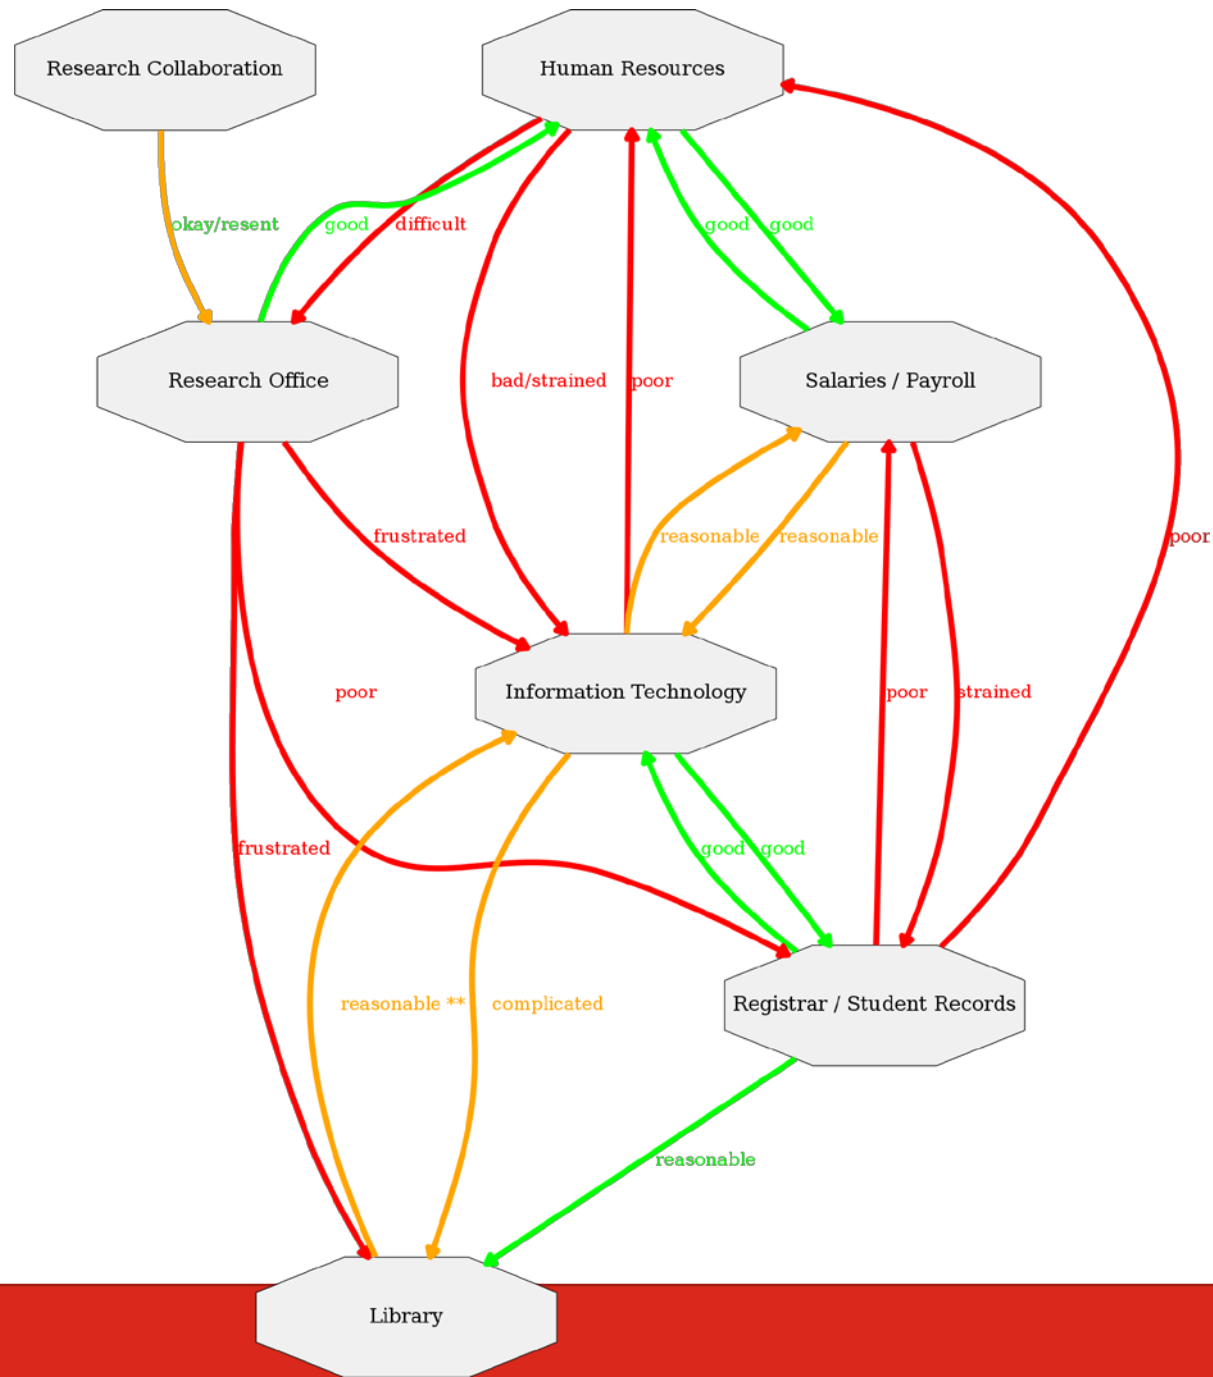 Research Collaboration
Human Resources
okay/resent
good
difficult
good
good
Research Office
bad/strained
poor
Salaries / Payroll
frustrated
reasonable
reasonable
poor
poor
Information Technology
poor
strained
frustrated
good
good
reasonable **
complicated
Registrar / Student Records
reasonable
Library